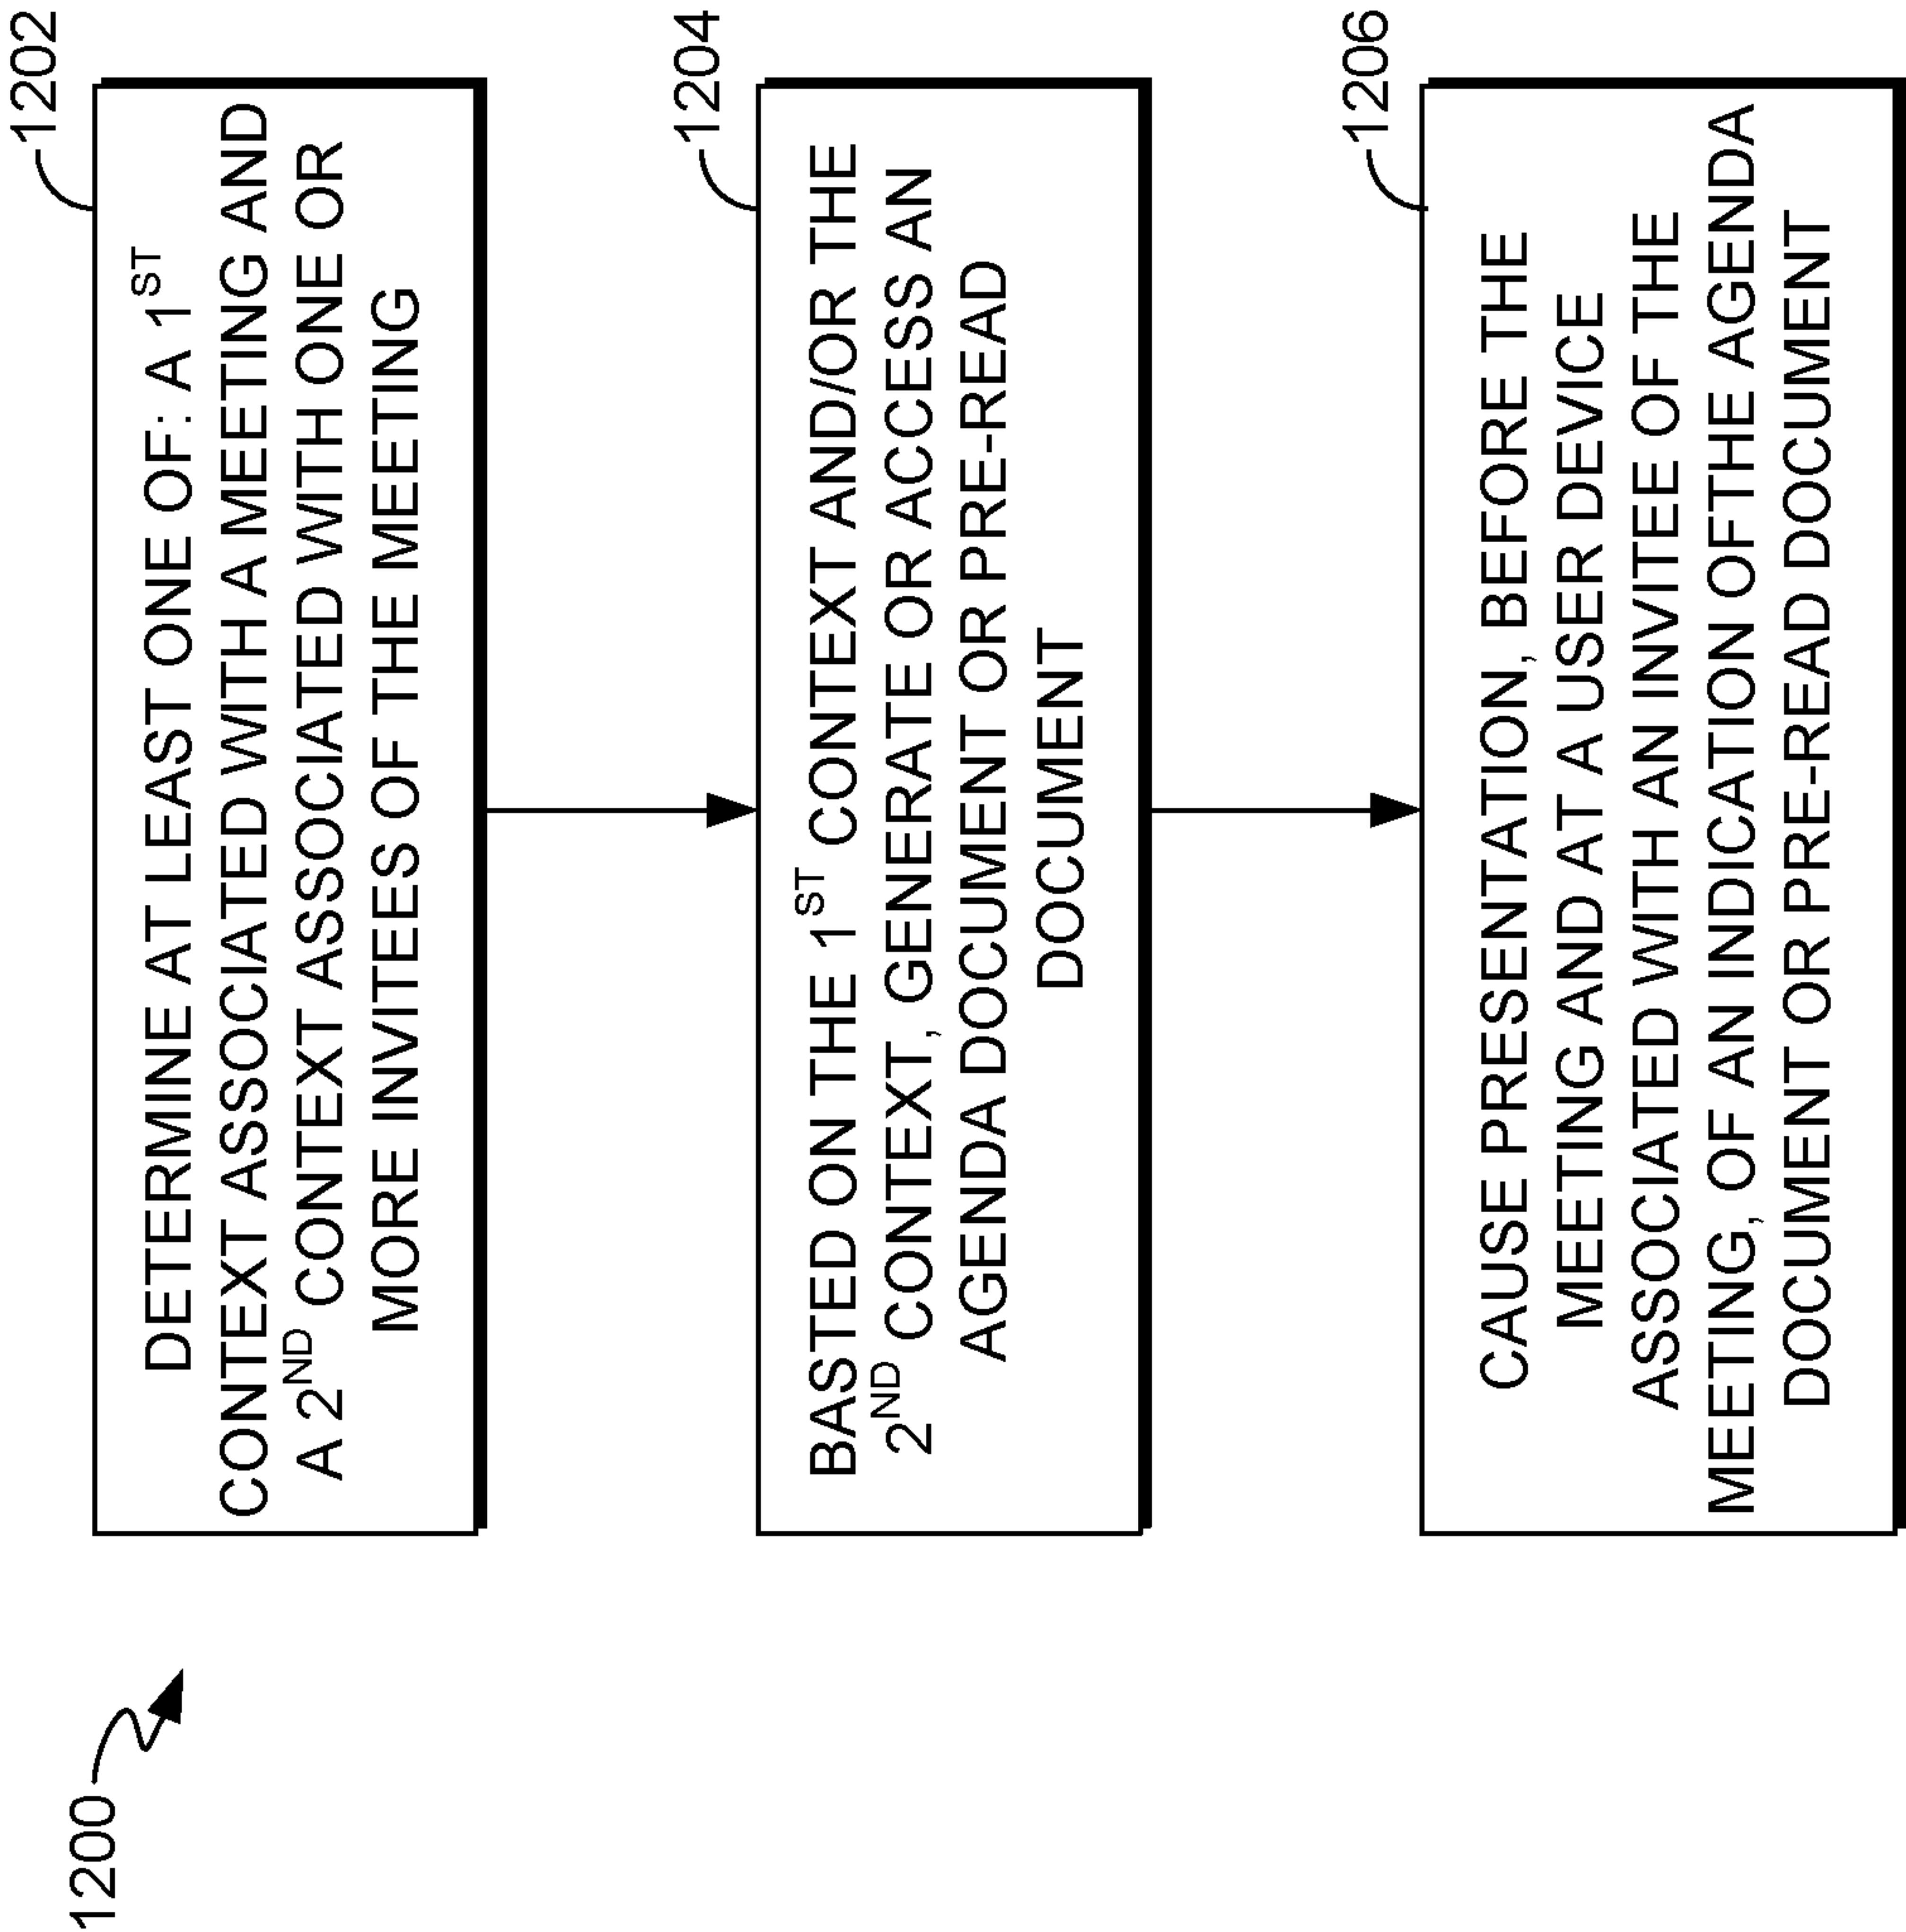 1200
1202
DETERMINE AT LEAST ONE OF: A 1ST
CONTEXT ASSOCIATED WITH A MEETING AND
A 2ND CONTEXT ASSOCIATED WITH ONE OR
MORE INVITEES OF THE MEETING
1204
BASTED ON THE 1ST CONTEXT AND/OR THE
2ND CONTEXT, GENERATE OR ACCESS AN
AGENDA DOCUMENT OR PRE-READ
DOCUMENT
1206
CAUSE PRESENTATION, BEFORE THE
MEETING AND AT A USER DEVICE
ASSOCIATED WITH AN INVITEE OF THE
MEETING, OF AN INDICATION OFTHE AGENDA
DOCUMENT OR PRE-READ DOCUMENT